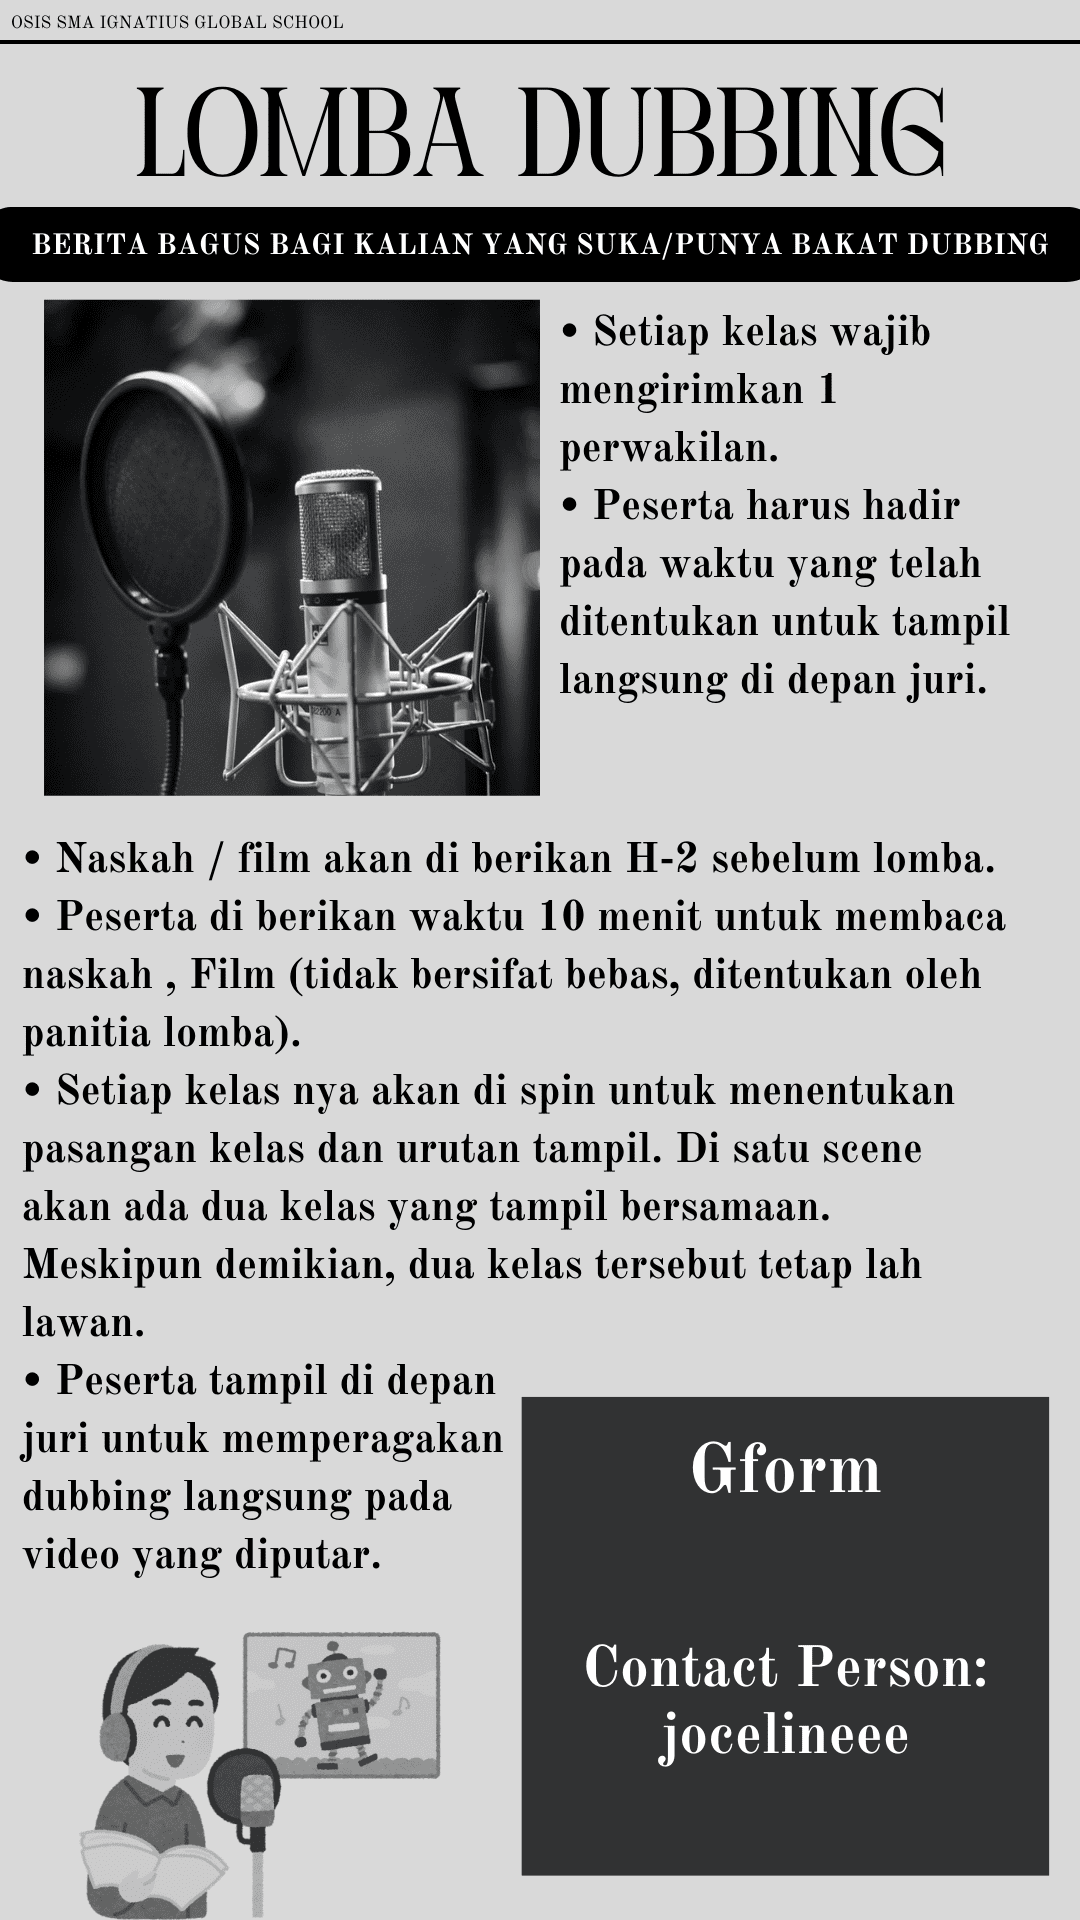 OSIS SMA IGNATIUS GLOBAL SCHOOL
LOMBA DUBBING
BERITA BAGUS BAGI KALIAN YANG SUKA/PUNYA BAKAT DUBBING
• Setiap kelas wajib
mengirimkan 1
perwakilan.
• Peserta harus hadir
pada waktu yang telah
ditentukan untuk tampil
langsung di depan juri.
• Naskah / film akan di berikan H-2 sebelum lomba.
• Peserta di berikan waktu 10 menit untuk membaca
naskah , Film (tidak bersifat bebas, ditentukan oleh
panitia lomba).
• Setiap kelas nya akan di spin untuk menentukan
pasangan kelas dan urutan tampil. Di satu scene
akan ada dua kelas yang tampil bersamaan.
Meskipun demikian, dua kelas tersebut tetap lah
lawan.
• Peserta tampil di depan
juri untuk memperagakan
dubbing langsung pada
video yang diputar.
Gform
Contact Person:
jocelineee